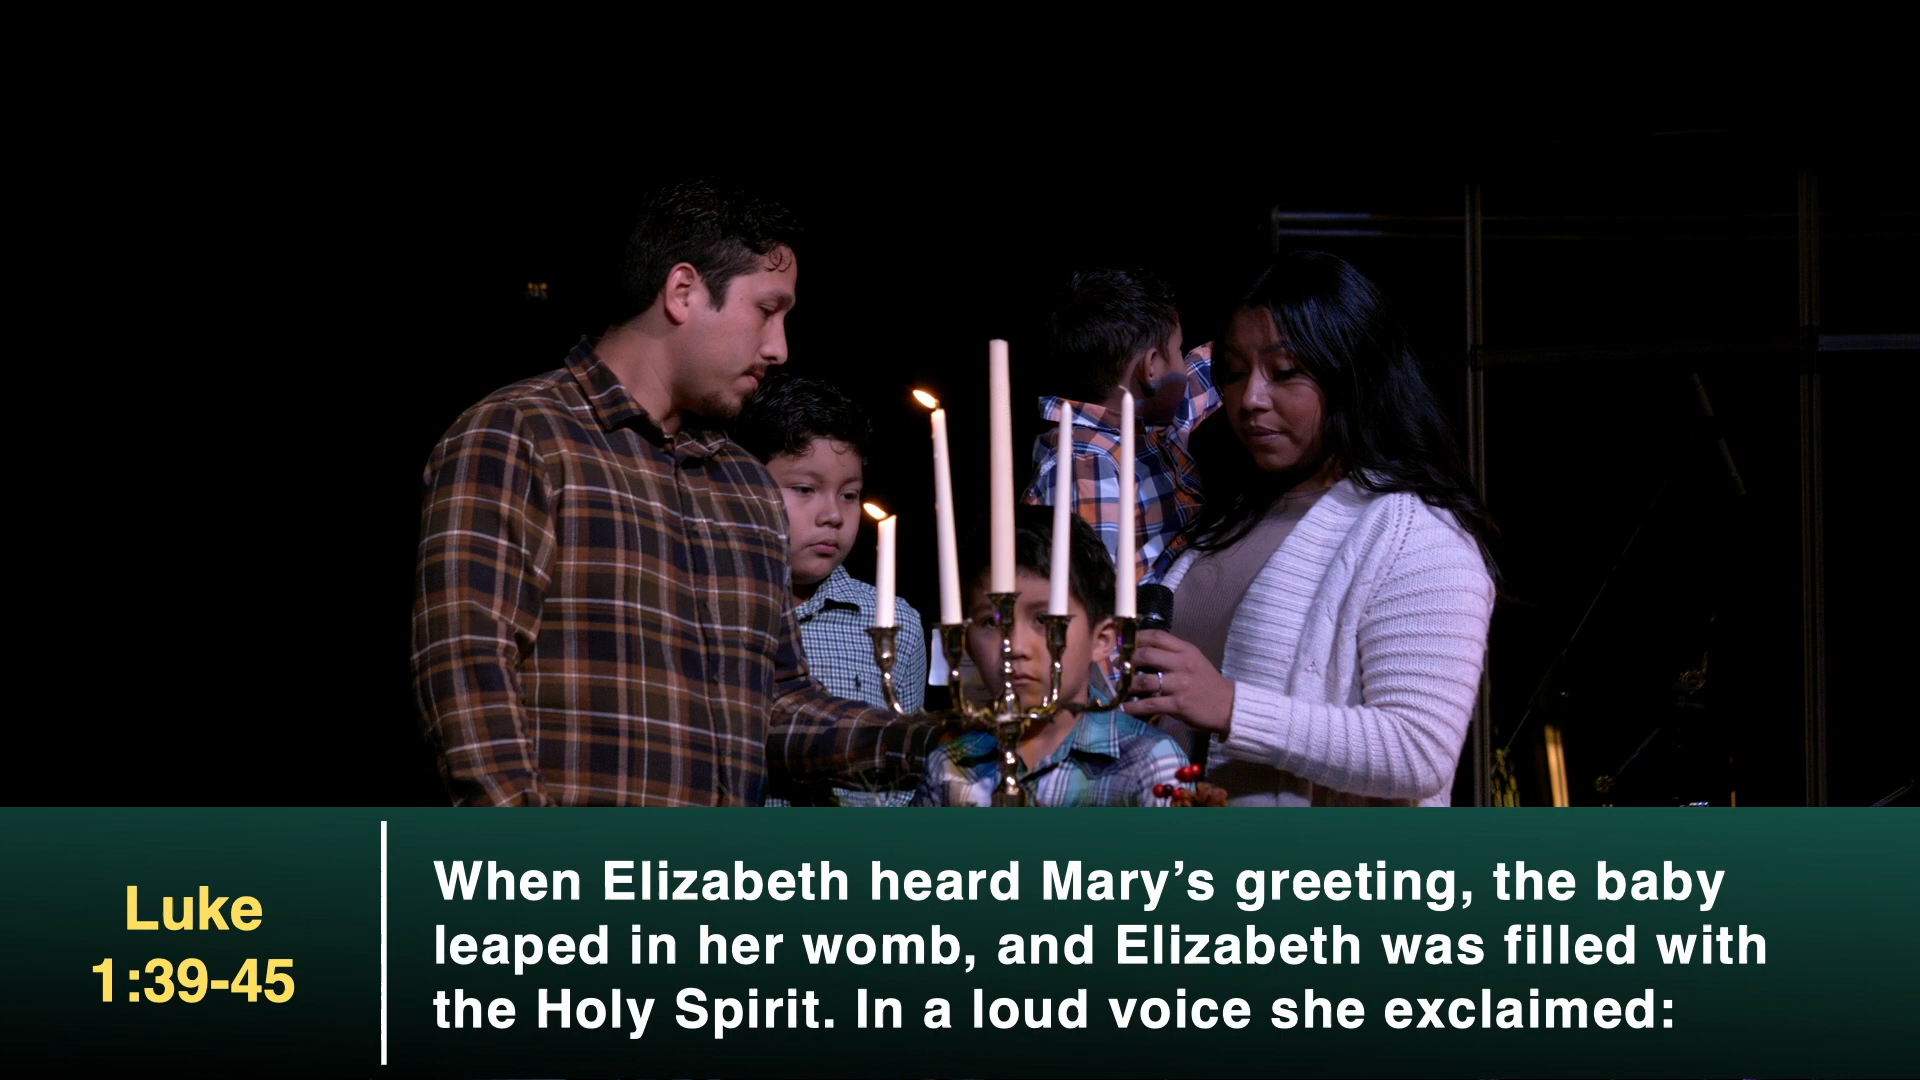 Luke
1:39-45
When Elizabeth heard Mary’s greeting, the baby
leaped in her womb, and Elizabeth was filled with
the Holy Spirit. In a loud voice she exclaimed: